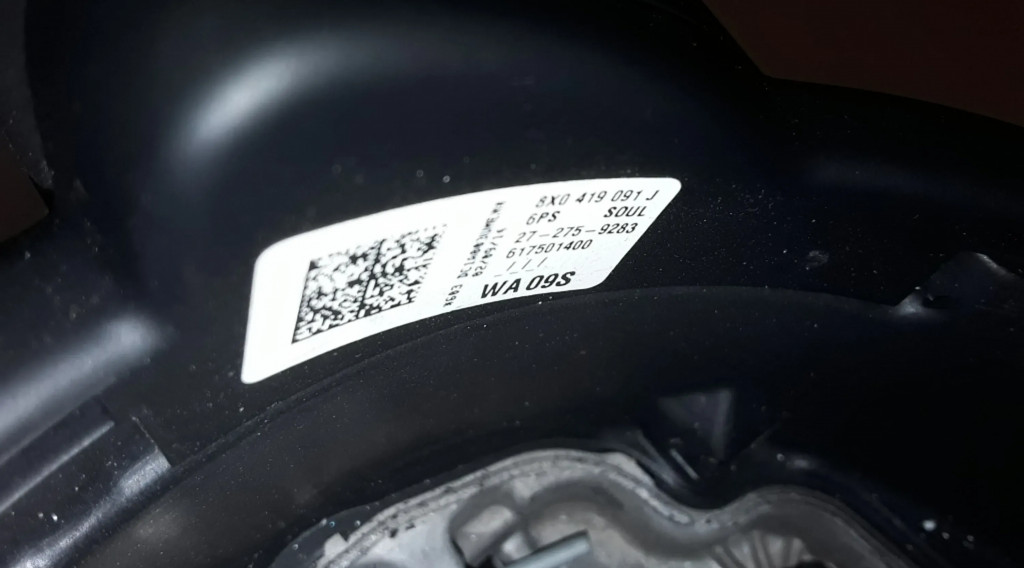 8X0 419 091 J
6PS SOUL
27-275-9283
617501400
_/_/_/
WA 09S